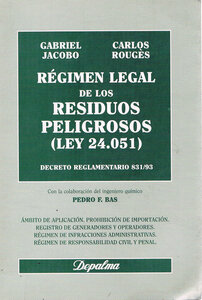 GABRIEL CARLOS
JACOBO ROUGÈS
RÉGIMEN LEGAL
DE LOS
RESIDUOS
PELIGROSOS
(LEY 24.051)
DECRETO REGLAMENTARIO 831/93
Con la colaboración del ingeniero químico
PEDRO F. BAS
ÁMBITO DE APLICACIÓN. PROHIBICIÓN DE IMPORTACIÓN.
REGISTRO DE GENERADORES Y OPERADORES.
RÉGIMEN DE INFRACCIONES ADMINISTRATIVAS.
RÉGIMEN DE RESPONSABILIDAD CIVIL Y PENAL.
Depalma